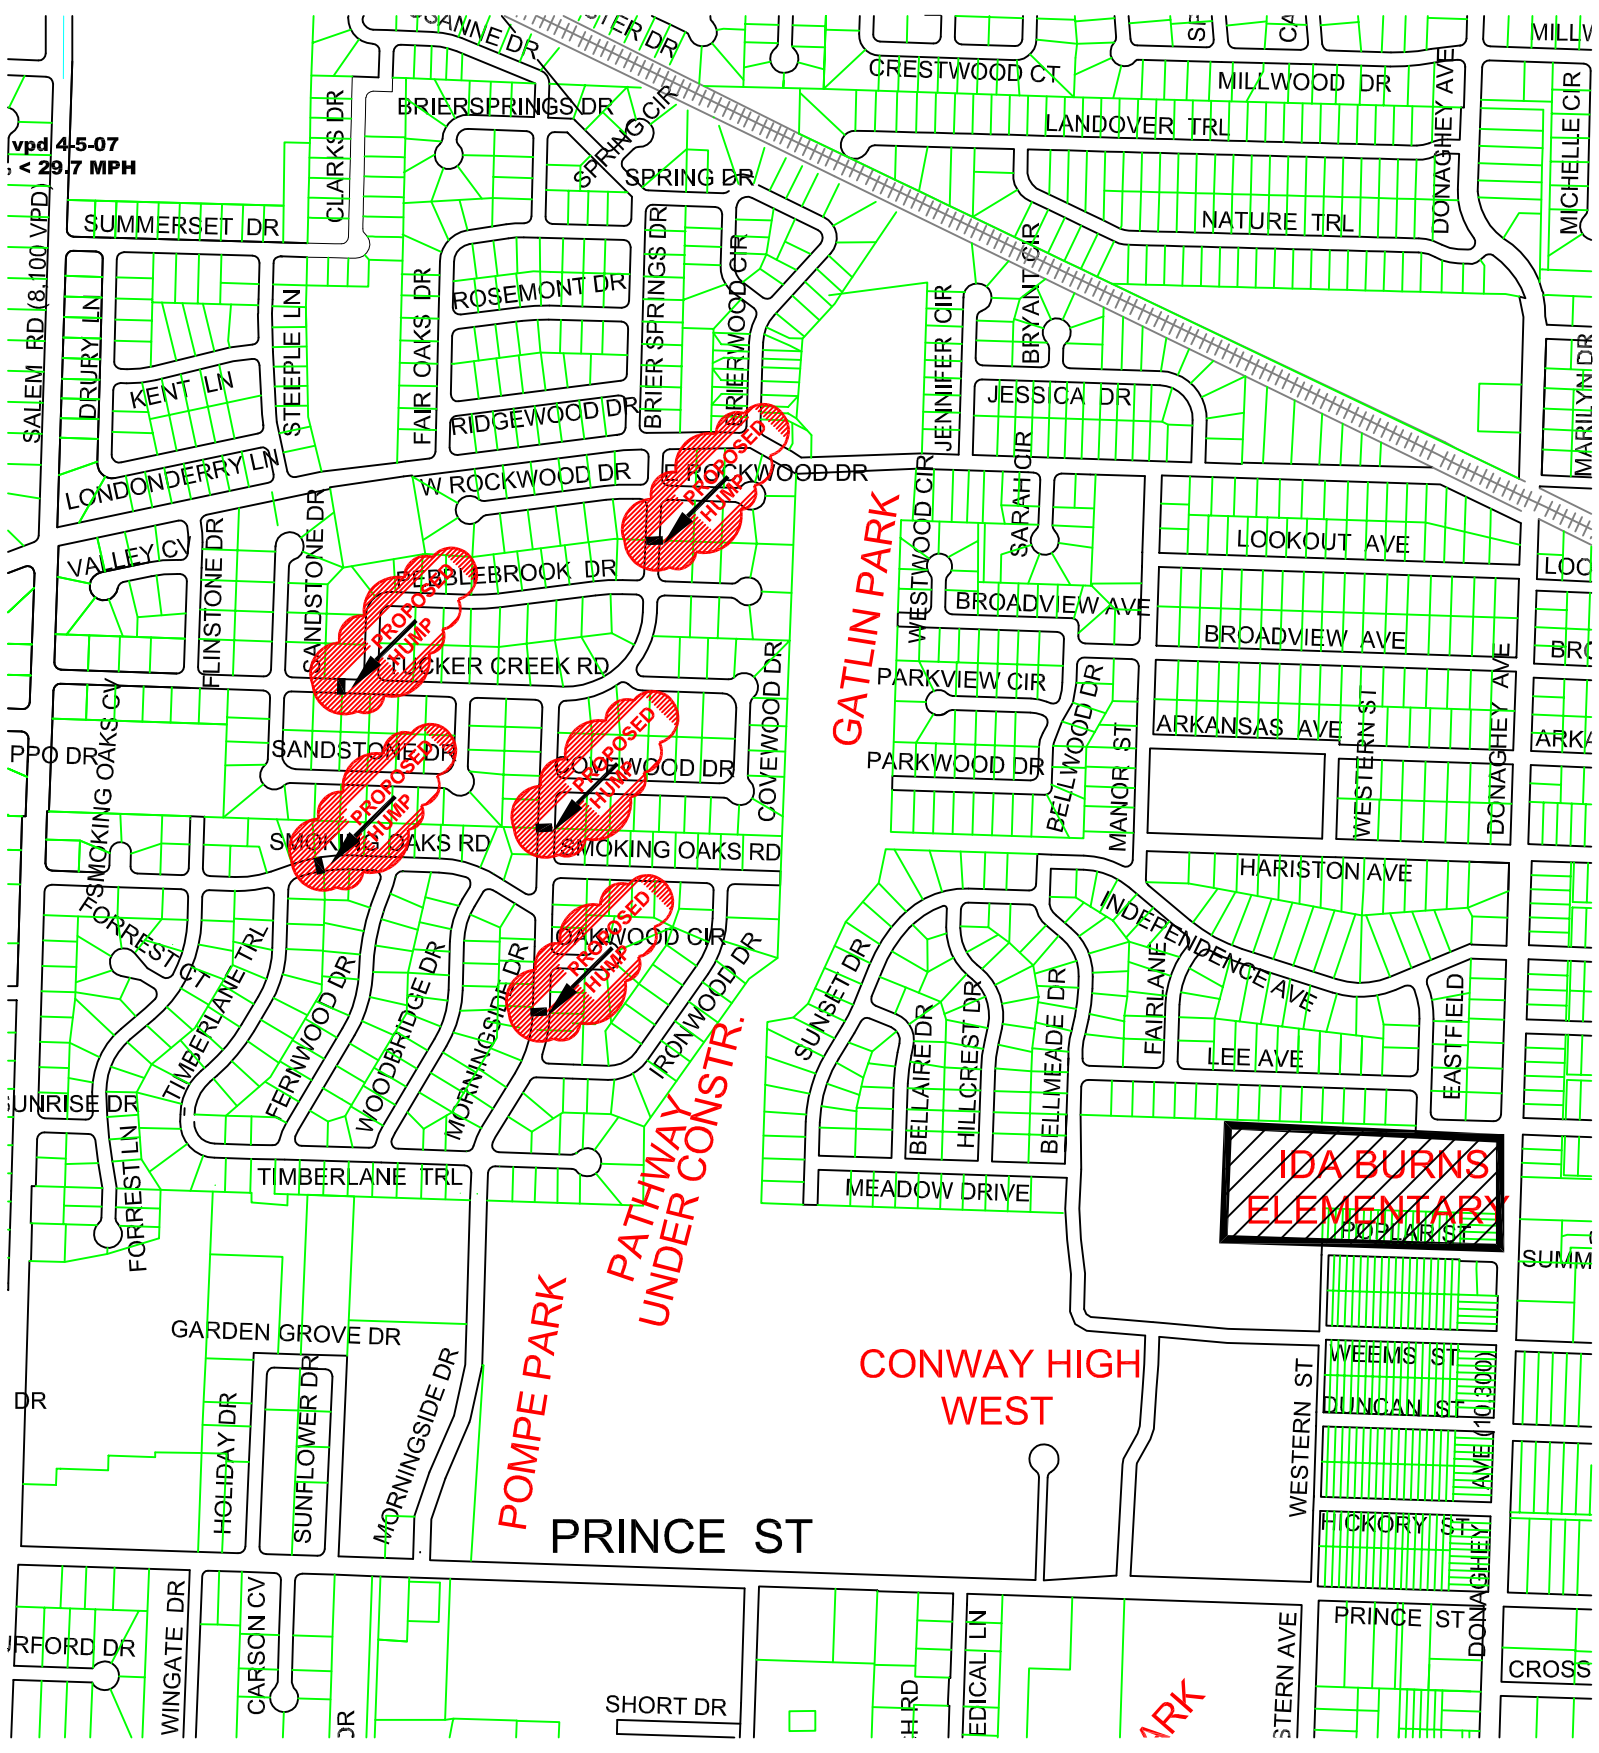 MILLWOOD DR
CRESTWOOD CT
BRIERSPRINGS DR
CLARKS DR
LANDOVER TRL
DONAGHEY AVE
MICHELLE CIR
vpd 4-5-07
< 29.7 MPH
SPRING CIR
SPRING DR
SALEM RD (8,100 VPD)
SUMMERSET DR
NATURE TRL
DRURY LN
STEEPLE LN
FAIR OAKS DR
ROSEMONT DR
BRIER SPRINGS DR
BRIERWOOD CIR
JENNIFER CIR
BRYANT CIR
MARILYN DR
KENT LN
RIDGEWOOD DR
JESSICA DR
LONDONDERRY LN
W ROCKWOOD DR
E ROCKWOOD DR
PROPOSED
HUMP
GATLIN PARK
WESTWOOD CIR
SARAH CIR
LOOKOUT AVE
VALLEY CV
FLINSTONE DR
SANDSTONE DR
PEBBLEBROOK DR
PROPOSED
HUMP
LOO
BROADVIEW AVE
BROADVIEW AVE
BRO
TUCKER CREEK RD
COVEWOOD DR
PARKVIEW CIR
BELLWOOD DR
MANOR ST
ARKANSAS AVE
WESTERN ST
DONAGHEY AVE
ARKA
PPO DR
SMOKING OAKS CV
SANDSTONE DR
PROPOSED
HUMP
PROPOSED
HUMP
PARKWOOD DR
SMOKING OAKS RD
SMOKING OAKS RD
HARISTON AVE
INDEPENDENCE AVE
FORREST CT
TIMBERLANE TRL
FERNWOOD DR
WOODBRIDGE DR
MORNINGSIDE DR
OAKWOOD CIR
PROPOSED
HUMP
IRONWOOD DR
SUNSET DR
BELLAIRE DR
HILLCREST DR
BELLMEADE DR
FAIRLANE
LEE AVE
EASTFIELD
UNRISE DR
FORREST LN
TIMBERLANE TRL
PATHWAY
UNDER CONSTR.
MEADOW DRIVE
IDA BURNS
ELEMENTARY
POPLAR ST
SUMM
GARDEN GROVE DR
HOLIDAY DR
SUNFLOWER DR
MORNINGSIDE DR
POMPE PARK
CONWAY HIGH
WEST
WESTERN ST
WEEMS ST
DUNCAN ST
HICKORY ST
DONAGHEY AVE (10,300)
DR
PRINCE ST
PRINCE ST
WINGATE DR
CARSON CV
SHORT DR
EDICAL LN
STERN AVE
CROSS
ARK